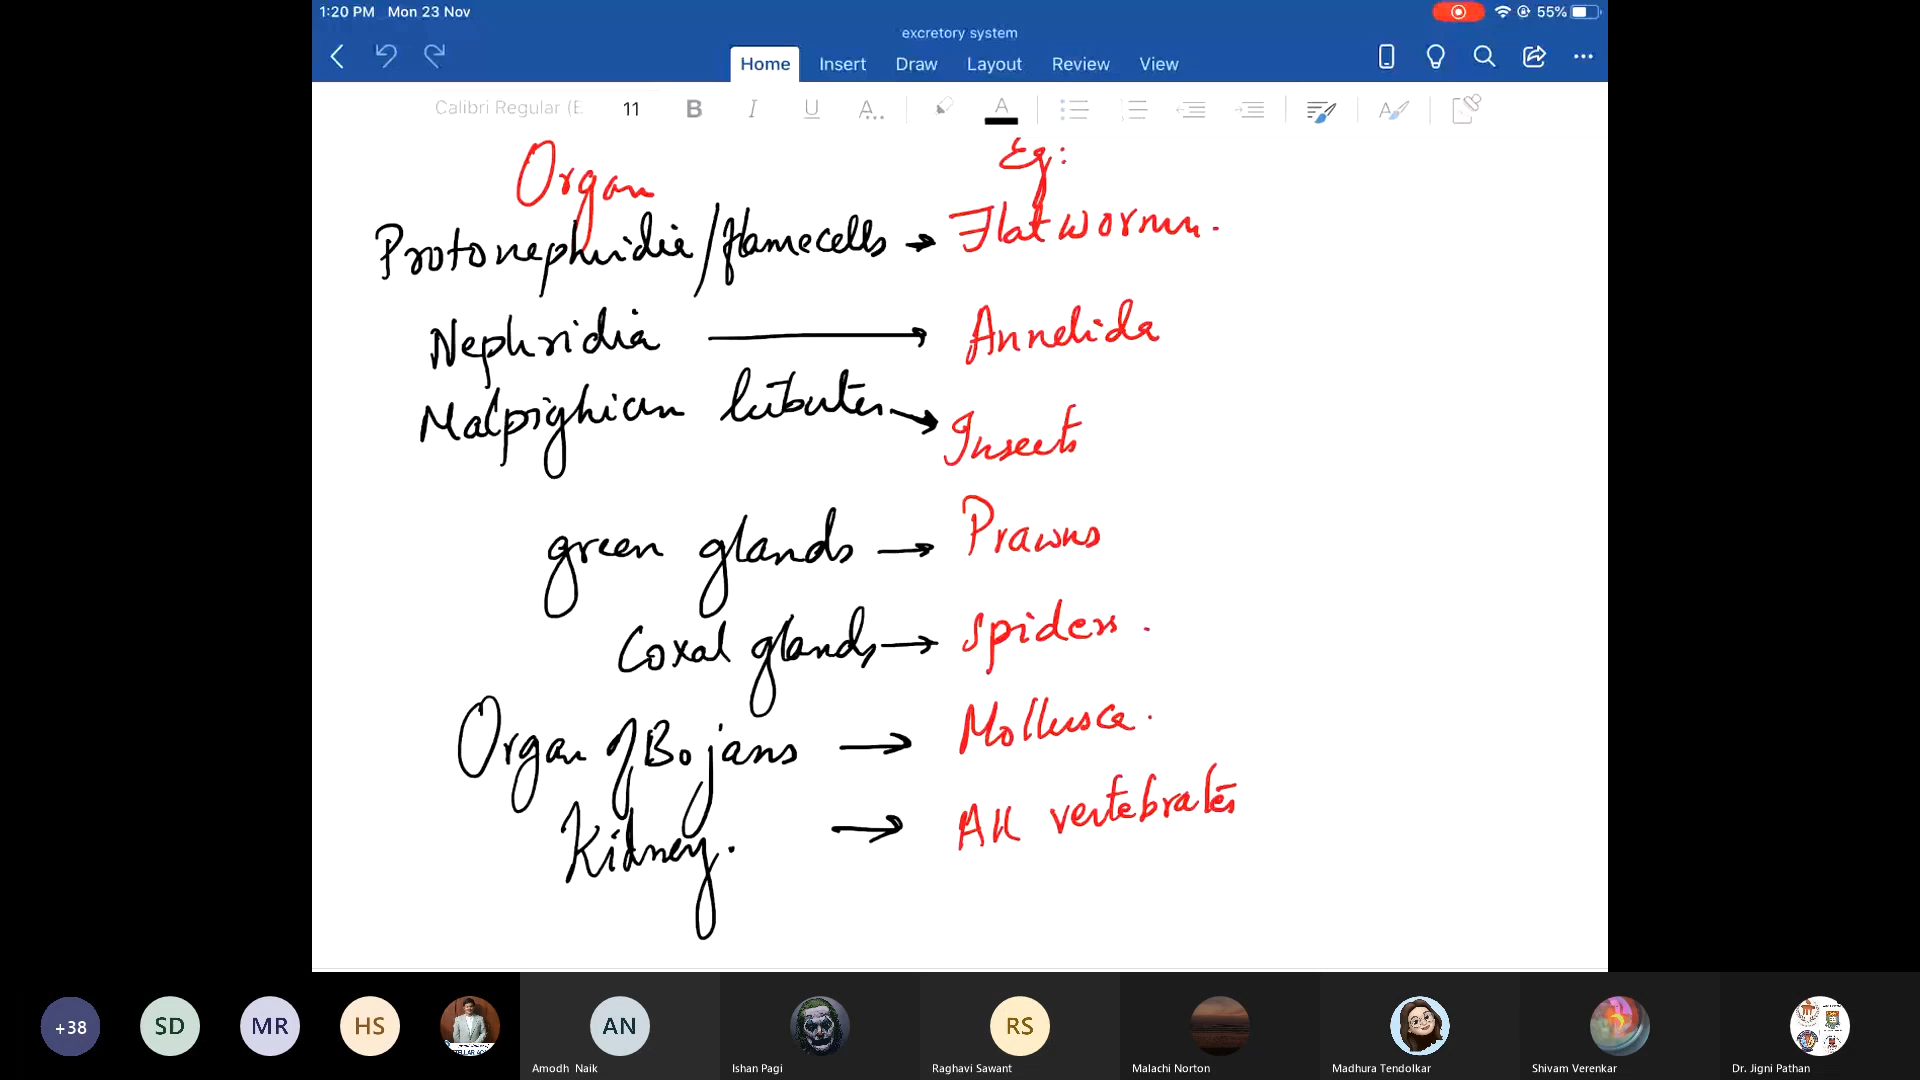 1:20 PM Mon 23 Nov 55%
excretory system
Home Insert Draw Layout Review View
Calibri Regular (E 11 B I U A.. A
Organ Eg:
Protonephridia/flamecells → Flatworm.
Nephridia → Annelida
Malpighian tubules → Insects
green glands → Prawns
Coxal glands → Spiders.
Organ of Bojans → Mollusca.
Kidney. → All vertebrates
+38 SD MR HS AN RS
Amodh Naik Ishan Pagi Raghavi Sawant Malachi Norton Madhura Tendolkar Shivam Verenkar Dr. Jigni Pathan